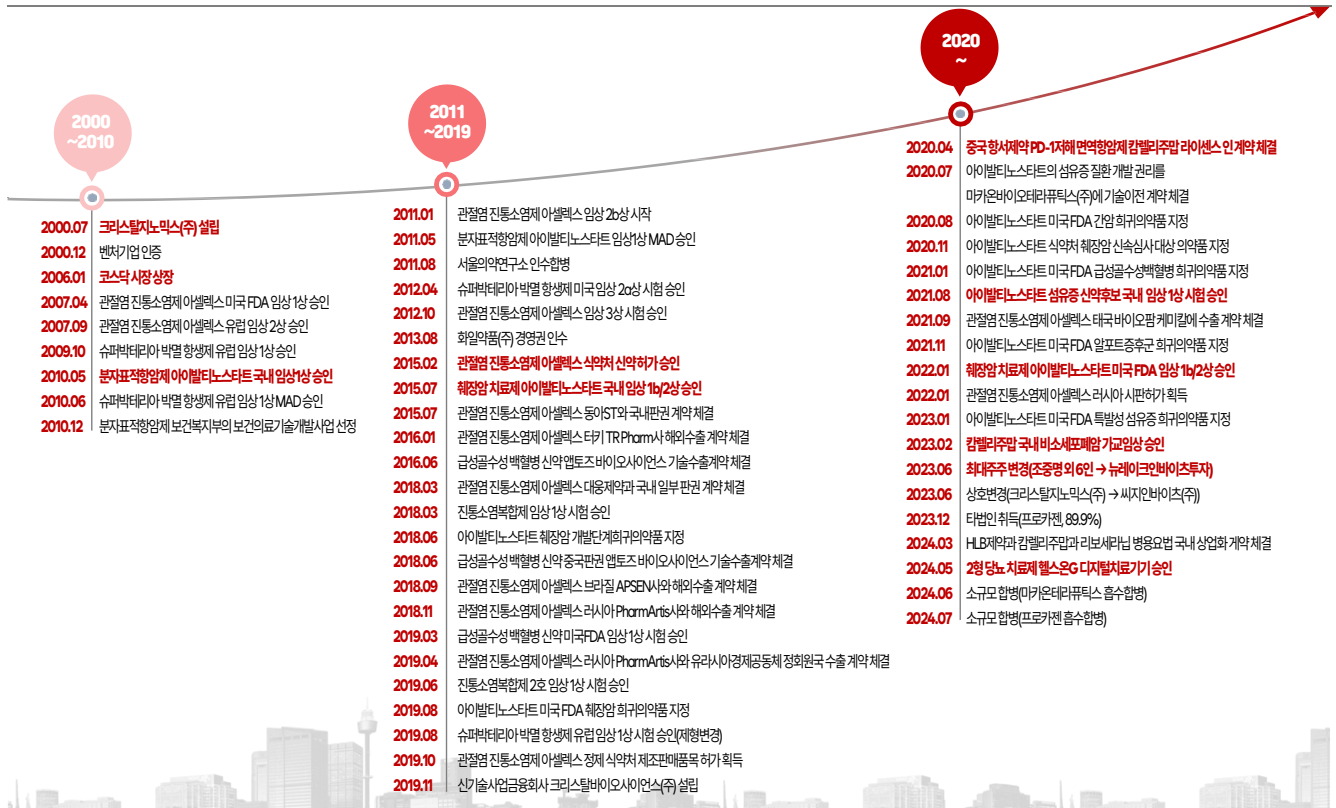 2000
~2010
2000.07 크리스탈지노믹스(주) 설립
2000.12 벤처기업 인증
2006.01 코스닥 시장 상장
2007.04 관절염 진통소염제 아셀렉스 미국 FDA 임상 1상 승인
2007.09 관절염 진통소염제 아셀렉스 유럽 임상 2상 승인
2009.10 슈퍼박테리아 박멸 항생제 유럽 임상 1상 승인
2010.05 분자표적항암제 아이발티노스타트 국내 임상1상 승인
2010.06 슈퍼박테리아 박멸 항생제 유럽 임상 1상 MAD 승인
2010.12 분자표적항암제 보건복지부의 보건의료기술개발사업 선정
2011
~2019
2011.01 관절염 진통소염제 아셀렉스 임상 2b상 시작
2011.05 분자표적항암제 아이발티노스타트 임상1상 MAD 승인
2011.08 서울의약연구소 인수합병
2012.04 슈퍼박테리아 박멸 항생제 미국 임상 2a상 시험 승인
2012.10 관절염 진통소염제 아셀렉스 임상 3상 시험 승인
2013.08 화일약품(주) 경영권 인수
2015.02 관절염 진통소염제 아셀렉스 식약처 신약 허가 승인
2015.07 췌장암 치료제 아이발티노스타트 국내 임상 1b/2상 승인
2015.07 관절염 진통소염제 아셀렉스 동아ST와 국내판권 계약 체결
2016.01 관절염 진통소염제 아셀렉스 터키 TR Pharm사 해외수출 계약 체결
2016.06 급성골수성 백혈병 신약 앱토즈 바이오사이언스 기술수출계약 체결
2018.03 관절염 진통소염제 아셀렉스 대웅제약과 국내 일부 판권 계약 체결
2018.03 진통소염복합제 임상 1상 시험 승인
2018.06 아이발티노스타트 췌장암 개발단계희귀의약품 지정
2018.06 급성골수성 백혈병 신약 중국판권 앱토즈 바이오사이언스 기술수출계약 체결
2018.09 관절염 진통소염제 아셀렉스 브라질 APSEN사와 해외수출 계약 체결
2018.11 관절염 진통소염제 아셀렉스 러시아 PharmArtis사와 해외수출 계약 체결
2019.03 급성골수성 백혈병 신약 미국FDA 임상 1상 시험 승인
2019.04 관절염 진통소염제 아셀렉스 러시아 PharmArtis사와 유라시아경제공동체 정회원국 수출 계약 체결
2019.06 진통소염복합제 2호 임상 1상 시험 승인
2019.08 아이발티노스타트 미국 FDA 췌장암 희귀의약품 지정
2019.08 슈퍼박테리아 박멸 항생제 유럽 임상 1상 시험 승인(제형변경)
2019.10 관절염 진통소염제 아셀렉스 정제 식약처 제조판매품목 허가 획득
2019.11 신기술사업금융회사 크리스탈바이오사이언스(주) 설립
2020
~
2020.04 중국 항서제약 PD-1저해 면역항암제 캄렐리주맙 라이센스 인 계약 체결
2020.07 아이발티노스타트의 섬유증 질환 개발 권리를
마카온바이오테라퓨틱스(주)에 기술이전 계약 체결
2020.08 아이발티노스타트 미국 FDA 간암 희귀의약품 지정
2020.11 아이발티노스타트 식약처 췌장암 신속심사 대상 의약품 지정
2021.01 아이발티노스타트 미국 FDA 급성골수성백혈병 희귀의약품 지정
2021.08 아이발티노스타트 섬유증 신약후보 국내 임상 1상 시험 승인
2021.09 관절염 진통소염제 아셀렉스 태국 바이오팜 케미칼에 수출 계약 체결
2021.11 아이발티노스타트 미국 FDA 알포트증후군 희귀의약품 지정
2022.01 췌장암 치료제 아이발티노스타트 미국 FDA 임상 1b/2상 승인
2022.01 관절염 진통소염제 아셀렉스 러시아 시판허가 획득
2023.01 아이발티노스타트 미국 FDA 특발성 섬유증 희귀의약품 지정
2023.02 캄렐리주맙 국내 비소세포폐암 가교임상 승인
2023.06 최대주주 변경(조중명 외 6인 → 뉴레이크인바이츠투자)
2023.06 상호변경(크리스탈지노믹스(주) → 씨지인바이츠(주))
2023.12 타법인 취득(프로카젠, 89.9%)
2024.03 HLB제약과 캄렐리주맙과 리보세라닙 병용요법 국내 상업화 계약 체결
2024.05 2형 당뇨 치료제 헬스온G 디지털치료기기 승인
2024.06 소규모 합병(마카온테라퓨틱스 흡수합병)
2024.07 소규모 합병(프로카젠 흡수합병)